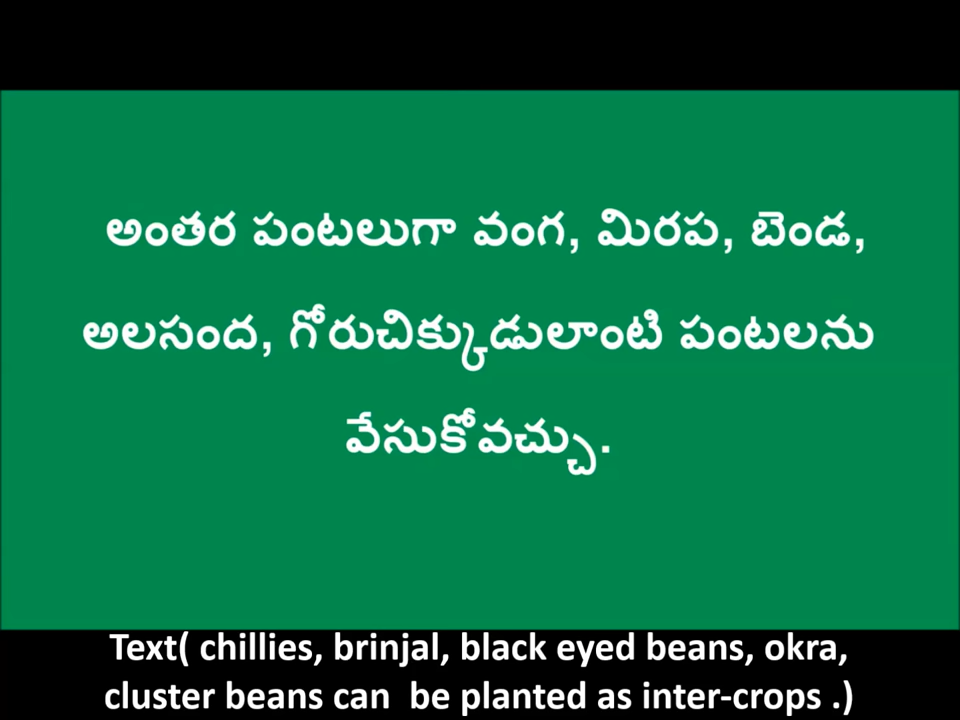 అంతర పంటలుగా వంగ, మిరప, బెండ,
అలసంద, గోరుచిక్కుడులాంటి పంటలను
వేసుకోవచ్చు.
Text( chillies, brinjal, black eyed beans, okra,
cluster beans can  be planted as inter-crops .)